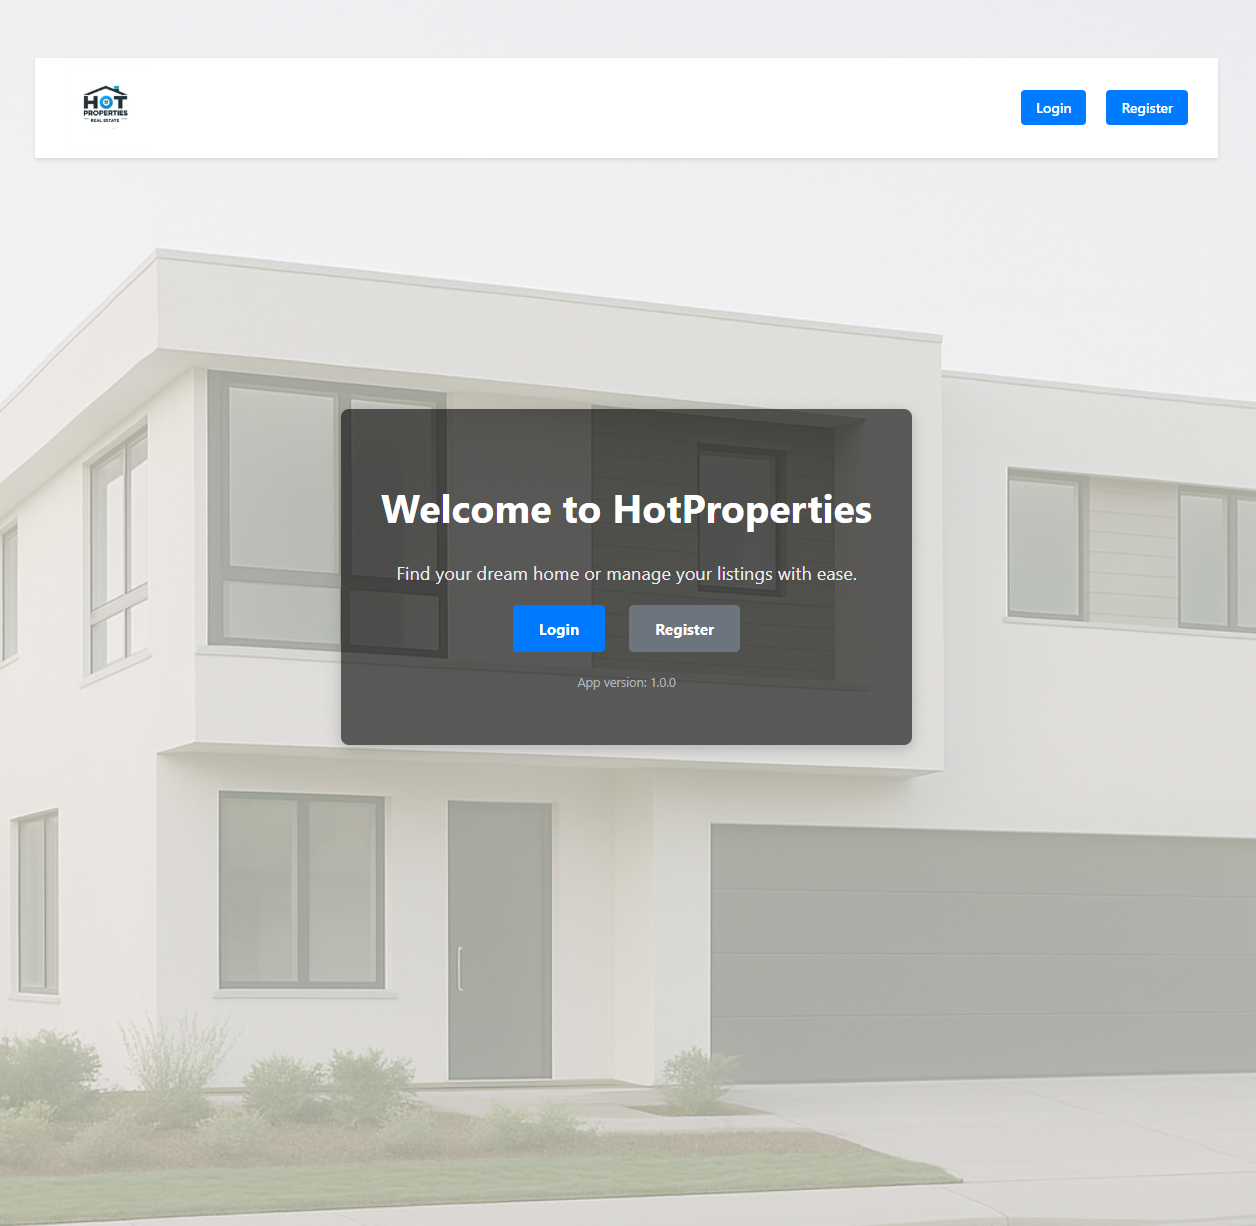 HOT
PROPERTIES
REAL ESTATE
Login
Register
Welcome to HotProperties
Find your dream home or manage your listings with ease.
Login
Register
App version: 1.0.0